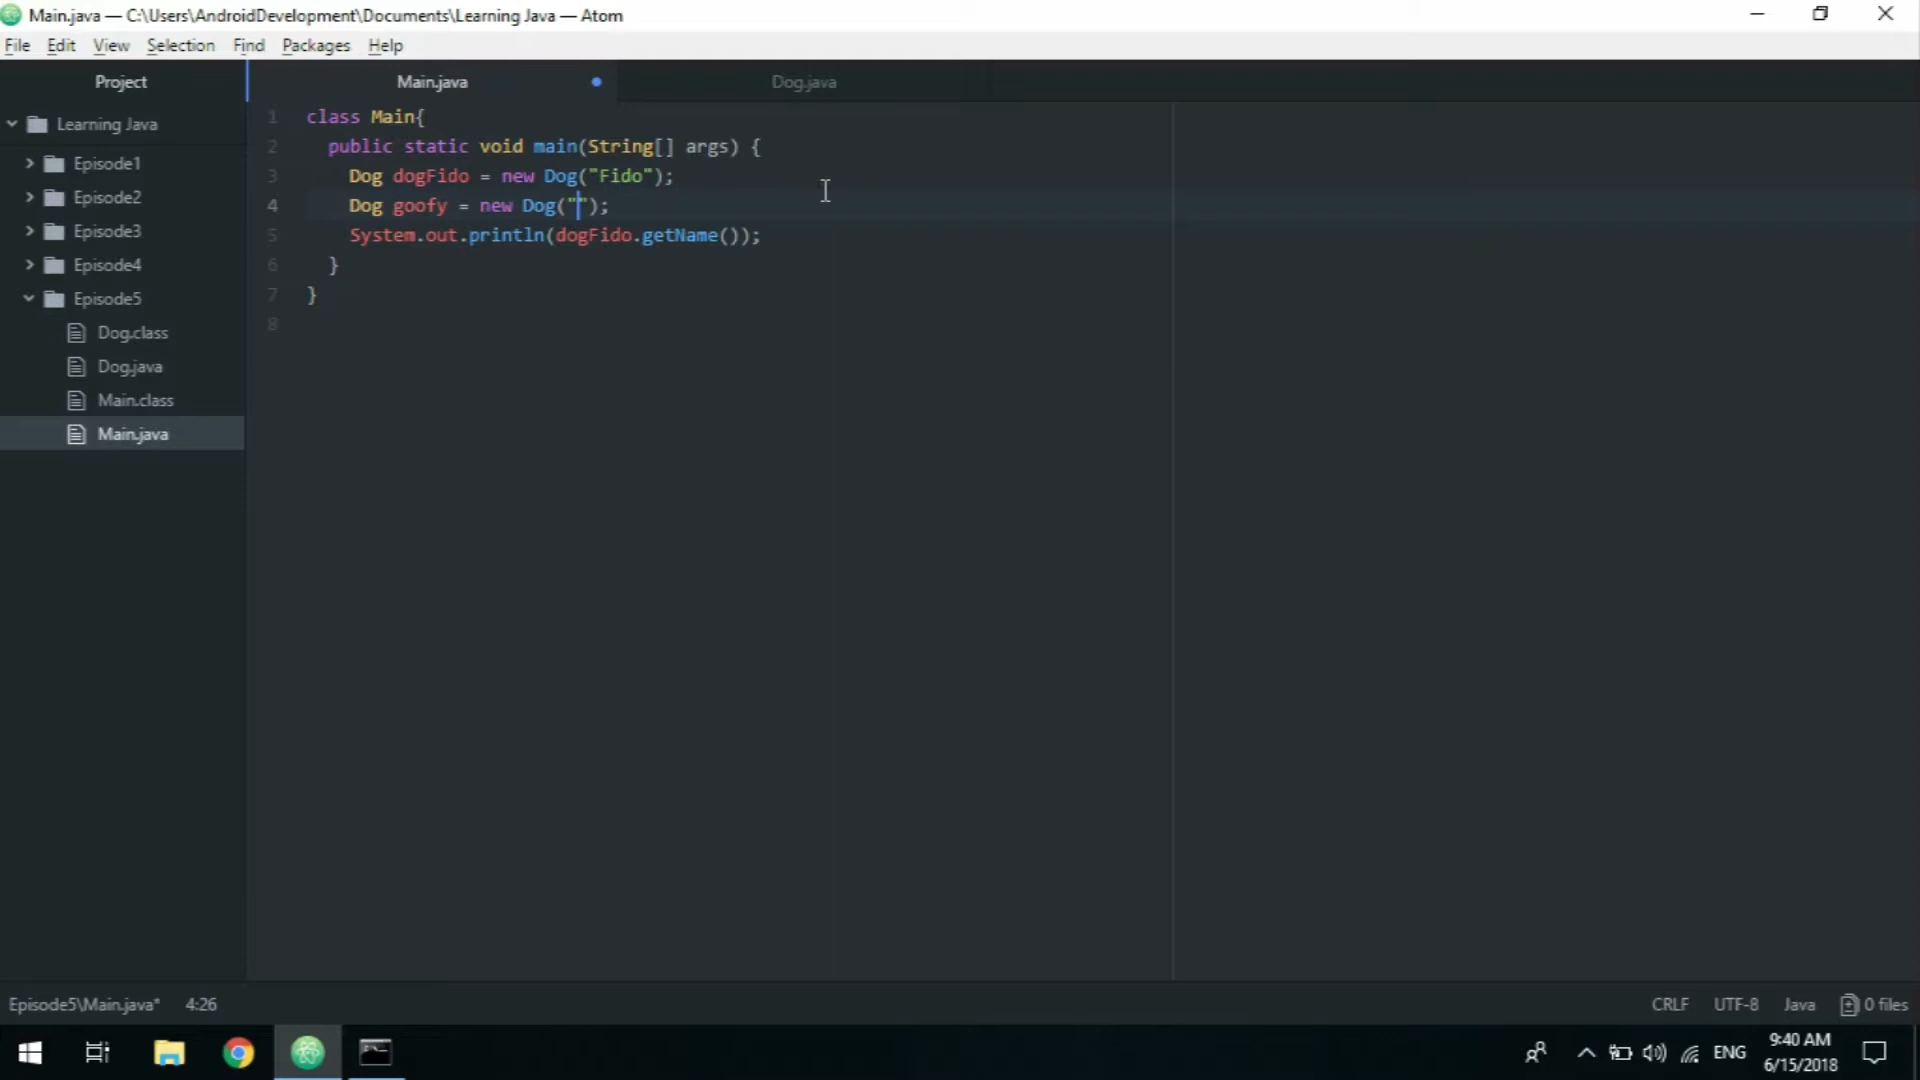 Main.java — C:\Users\AndroidDevelopment\Documents\Learning Java — Atom
File Edit View Selection Find Packages Help
Project
Main.java
Dog.java
Learning Java
Episode1
Episode2
Episode3
Episode4
Episode5
Dog.class
Dog.java
Main.class
Main.java
1 class Main{
2 public static void main(String[] args) {
3 Dog dogFido = new Dog("Fido");
4 Dog goofy = new Dog("");
5 System.out.println(dogFido.getName());
6 }
7 }
8
Episode5\Main.java* 4:26
CRLF UTF-8 Java 0 files
ENG
9:40 AM
6/15/2018